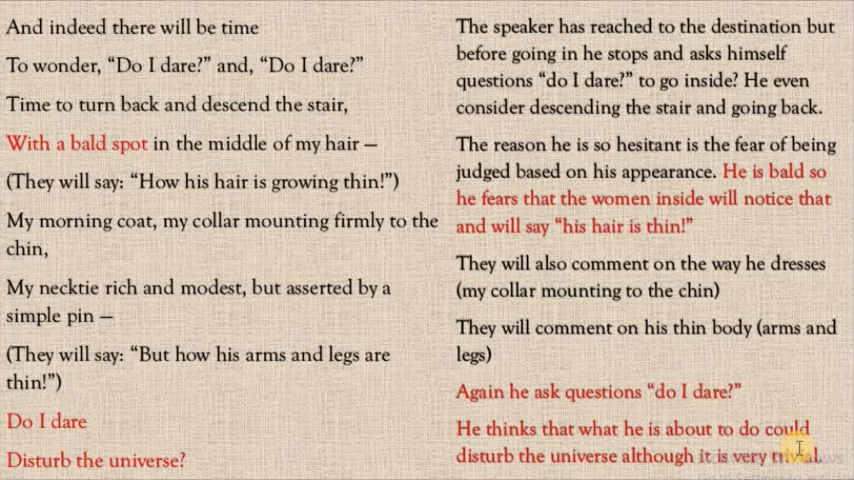 And indeed there will be time
To wonder, “Do I dare?” and, “Do I dare?”
Time to turn back and descend the stair,
With a bald spot in the middle of my hair —
(They will say: “How his hair is growing thin!”)
My morning coat, my collar mounting firmly to the
chin,
My necktie rich and modest, but asserted by a
simple pin —
(They will say: “But how his arms and legs are
thin!”)
Do I dare
Disturb the universe?
The speaker has reached to the destination but
before going in he stops and asks himself
questions “do I dare?” to go inside? He even
consider descending the stair and going back.
The reason he is so hesitant is the fear of being
judged based on his appearance. He is bald so
he fears that the women inside will notice that
and will say “his hair is thin!”
They will also comment on the way he dresses
(my collar mounting to the chin)
They will comment on his thin body (arms and
legs)
Again he ask questions “do I dare?”
He thinks that what he is about to do could
disturb the universe although it is very trivial.